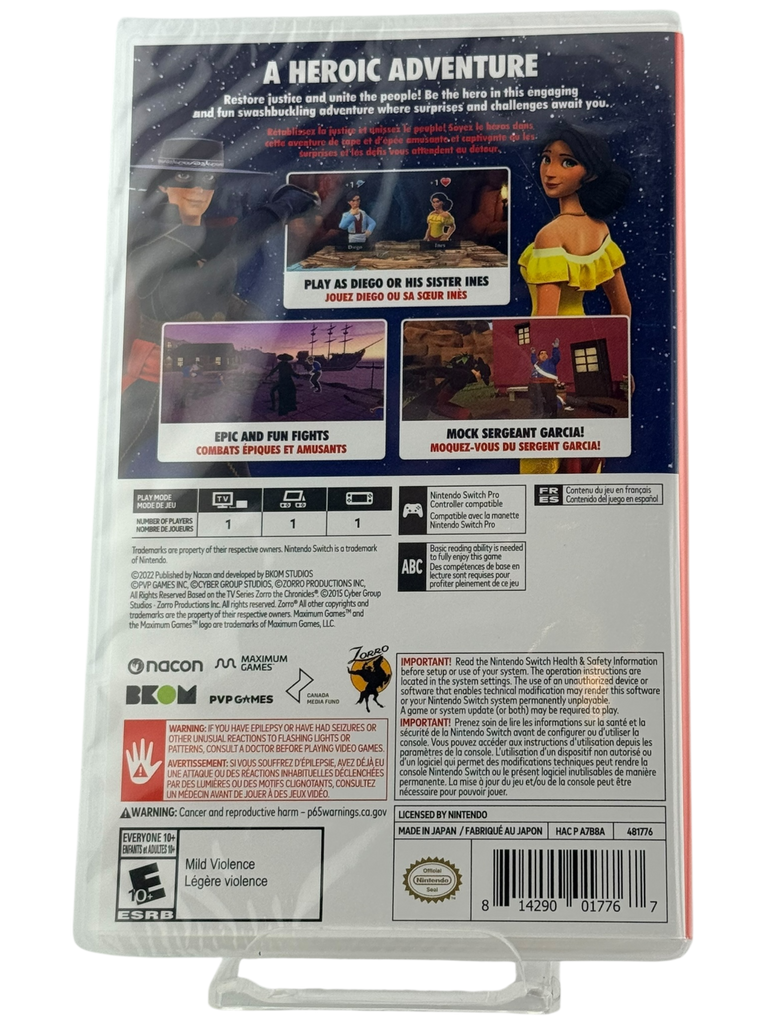 A HEROIC ADVENTURE
Restore justice and unite the people! Be the hero in this engaging
and fun swashbuckling adventure where surprises and challenges await you.
Rétablissez la justice et unissez le peuple! Soyez le héros dans
cette aventure de cape et d'épée amusante et captivante où les
surprises et les défis vous attendent au détour.
-1
-1
Diego
Ines
PLAY AS DIEGO OR HIS SISTER INES
JOUEZ DIEGO OU SA SŒUR INÈS
EPIC AND FUN FIGHTS
COMBATS ÉPIQUES ET AMUSANTS
MOCK SERGEANT GARCIA!
MOQUEZ-VOUS DU SERGENT GARCIA!
PLAY MODE
MODE DE JEU
TV
NUMBER OF PLAYERS
NOMBRE DE JOUEURS
1
1
1
Nintendo Switch Pro
Controller compatible
Compatible avec la manette
Nintendo Switch Pro
FR
ES
Contenu du jeu en français
Contenido del juego en español
ABC
Basic reading ability is needed
to fully enjoy this game
Des compétences de base en
lecture sont requises pour
profiter pleinement de ce jeu
Trademarks are property of their respective owners. Nintendo Switch is a trademark
of Nintendo.
©2022 Published by Nacon and developed by BKOM STUDIOS
©PVP GAMES INC, ©CYBER GROUP STUDIOS, ©ZORRO PRODUCTIONS INC,
All Rights Reserved Based on the TV Series Zorro the Chronicles®. ©2015 Cyber Group
Studios - Zorro Productions Inc. All rights reserved. Zorro® All other copyrights and
trademarks are the property of their respective owners. Maximum Games™ and
the Maximum Games™ logo are trademarks of Maximum Games, LLC.
nacon
MAXIMUM
GAMES™
BKOM
PVP GAMES
CANADA
MEDIA FUND
ZORRO
WARNING: IF YOU HAVE EPILEPSY OR HAVE HAD SEIZURES OR
OTHER UNUSUAL REACTIONS TO FLASHING LIGHTS OR
PATTERNS, CONSULT A DOCTOR BEFORE PLAYING VIDEO GAMES.
AVERTISSEMENT: SI VOUS SOUFFREZ D'ÉPILEPSIE, AVEZ DÉJÀ EU
UNE ATTAQUE OU DES RÉACTIONS INHABITUELLES DÉCLENCHÉES
PAR DES LUMIÈRES OU DES MOTIFS CLIGNOTANTS, CONSULTEZ
UN MÉDECIN AVANT DE JOUER À DES JEUX VIDÉO.
WARNING: Cancer and reproductive harm – p65warnings.ca.gov
IMPORTANT! Read the Nintendo Switch Health & Safety Information
before setup or use of your system. The operation instructions are
located in the system settings. The use of an unauthorized device or
software that enables technical modification may render this software
or your Nintendo Switch system permanently unplayable.
A game or system update (or both) may be required to play.
IMPORTANT! Prenez soin de lire les informations sur la santé et la
sécurité de la Nintendo Switch avant de configurer ou d'utiliser la
console. Vous pouvez accéder aux instructions d'utilisation depuis les
paramètres de la console. L'utilisation d'un dispositif non autorisé ou
d'un logiciel qui permet des modifications techniques peut rendre la
console Nintendo Switch ou le présent logiciel inutilisables de manière
permanente. La mise à jour du jeu et/ou de la console peut être
nécessaire pour pouvoir jouer.
EVERYONE 10+
ENFANTS et ADULTES 10+
E
10+
ESRB
Mild Violence
Légère violence
LICENSED BY NINTENDO
MADE IN JAPAN / FABRIQUÉ AU JAPON
HAC P A7B8A
481776
Official
Nintendo
Seal
8 14290 01776 7